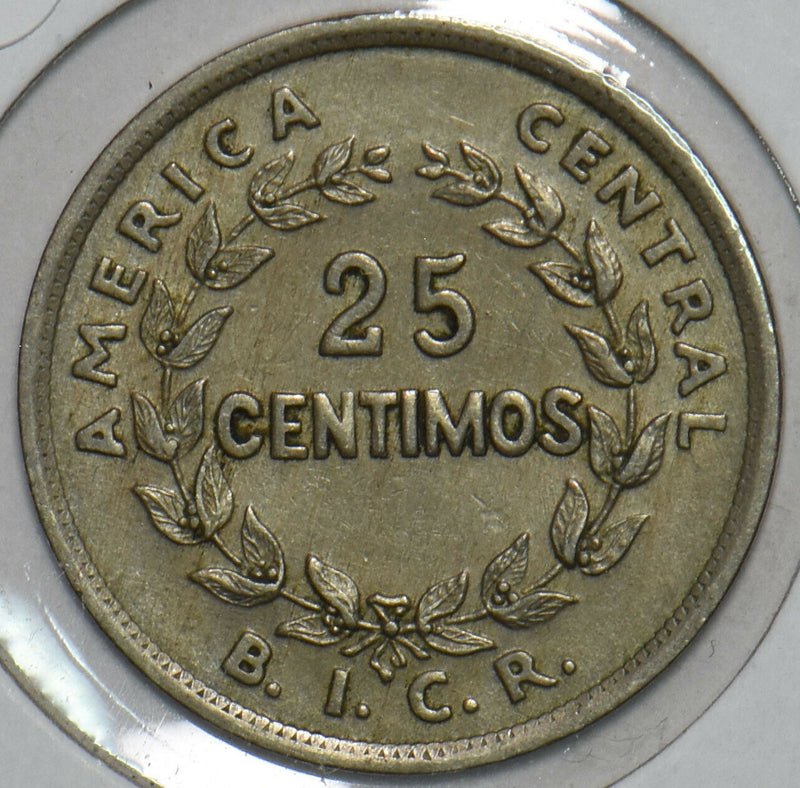 AMERICA CENTRAL
25
CENTIMOS
B. I. C. R.